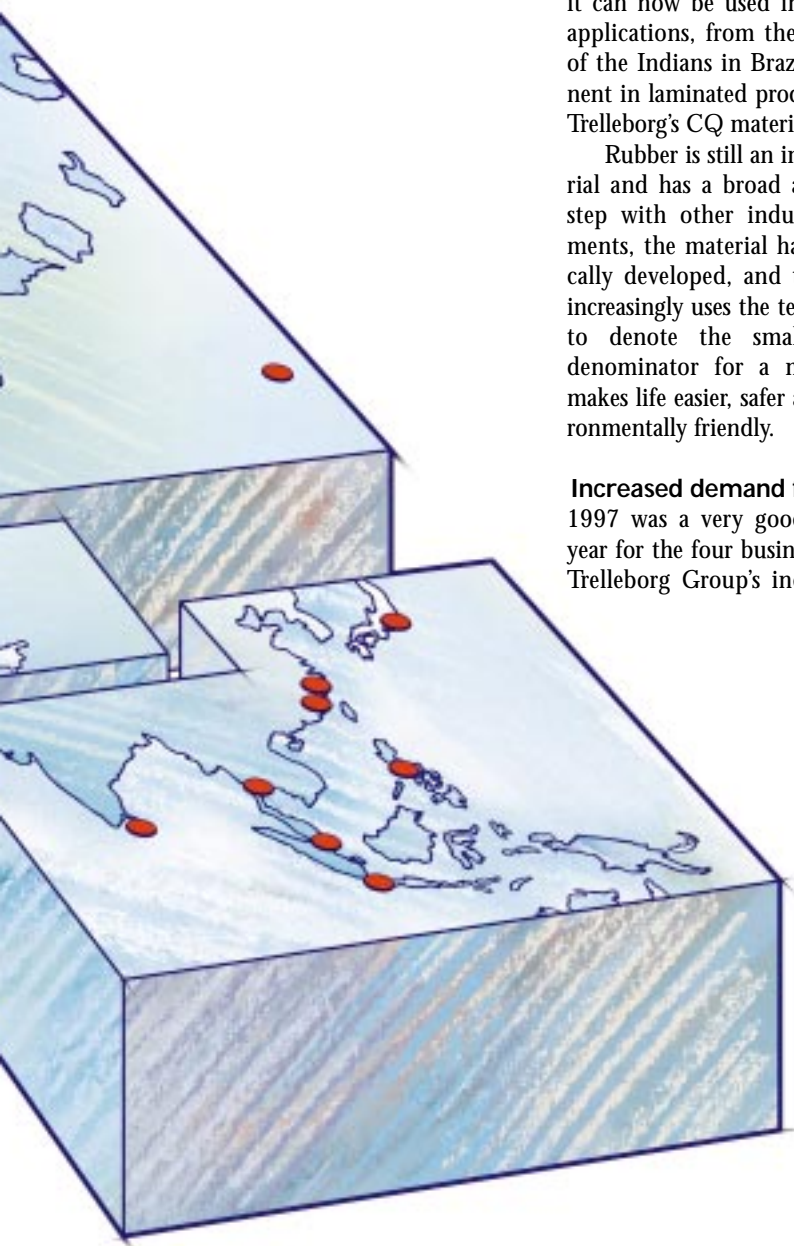 it can now be used in
applications, from the
of the Indians in Braz
nent in laminated proc
Trelleborg's CQ materi
Rubber is still an in
rial and has a broad a
step with other indu
ments, the material ha
cally developed, and
increasingly uses the te
to denote the smal
denominator for a
makes life easier, safer
ronmentally friendly.
Increased demand
1997 was a very good
year for the four busin
Trelleborg Group's in